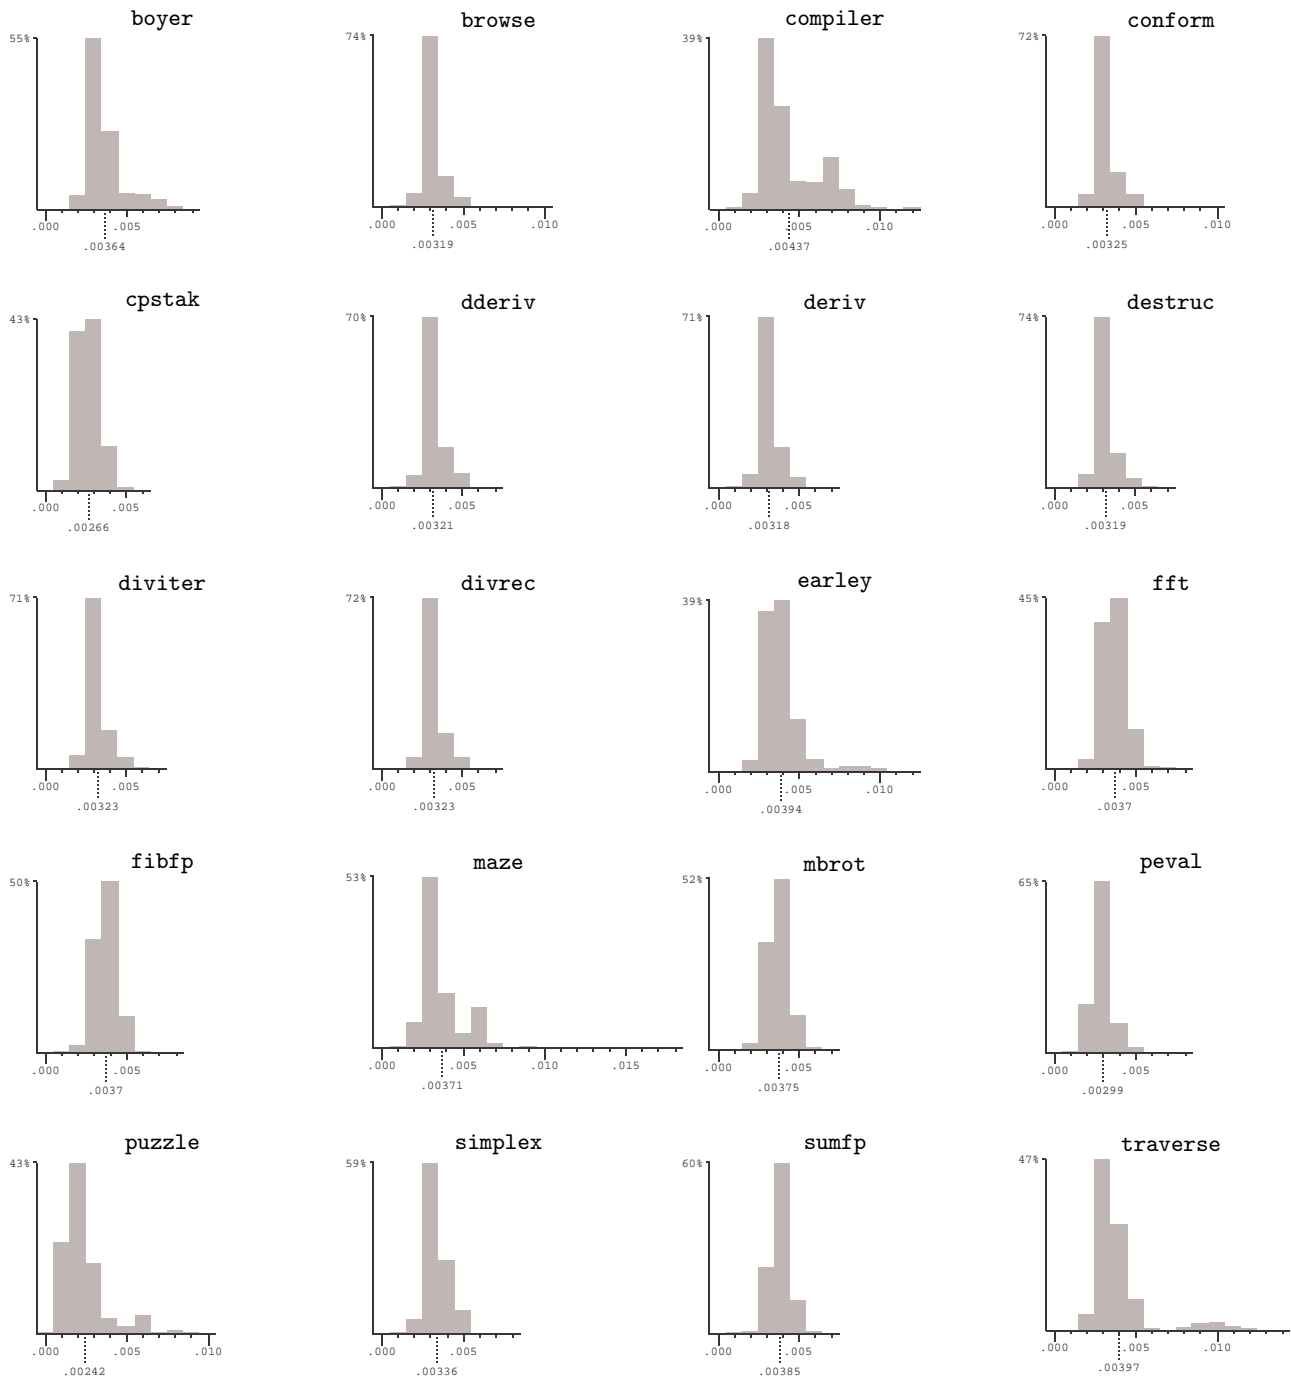 boyer
55%
.000 .005
.00364
browse
74%
.000 .005 .010
.00319
compiler
39%
.000 .005 .010
.00437
conform
72%
.000 .005 .010
.00325
cpstak
43%
.000 .005
.00266
dderiv
70%
.000 .005
.00321
deriv
71%
.000 .005
.00318
destruc
74%
.000 .005
.00319
diviter
71%
.000 .005
.00323
divrec
72%
.000 .005
.00323
earley
39%
.000 .005 .010
.00394
fft
45%
.000 .005
.0037
fibfp
50%
.000 .005
.0037
maze
53%
.000 .005 .010 .015
.00371
mbrot
52%
.000 .005
.00375
peval
65%
.000 .005
.00299
puzzle
43%
.000 .005 .010
.00242
simplex
59%
.000 .005
.00336
sumfp
60%
.000 .005
.00385
traverse
47%
.000 .005 .010
.00397